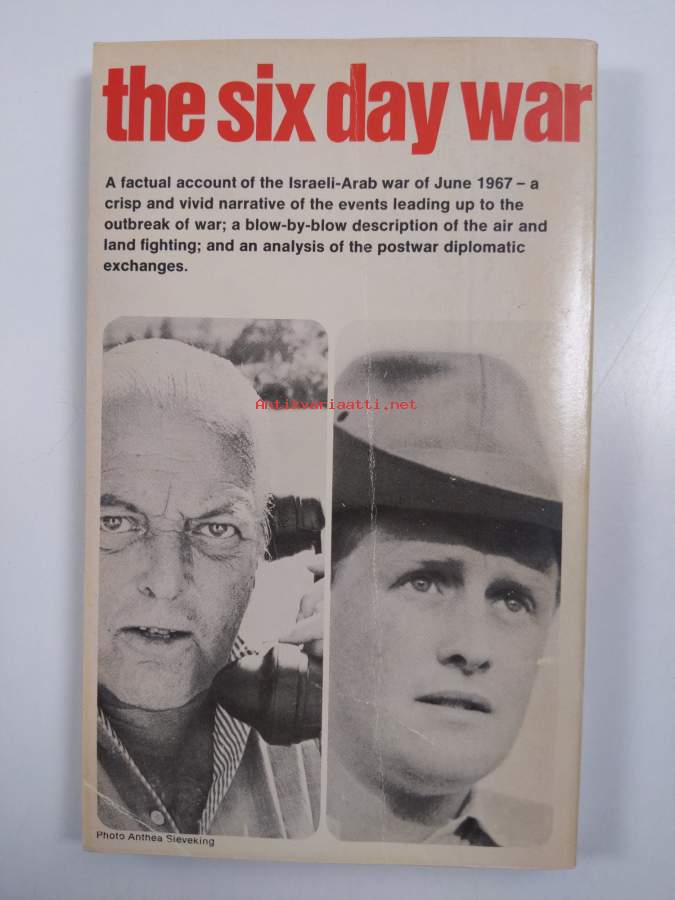 the six day war
A factual account of the Israeli-Arab war of June 1967 – a
crisp and vivid narrative of the events leading up to the
outbreak of war; a blow-by-blow description of the air and
land fighting; and an analysis of the postwar diplomatic
exchanges.
Antikvariaatti.net
Photo Anthea Sieveking